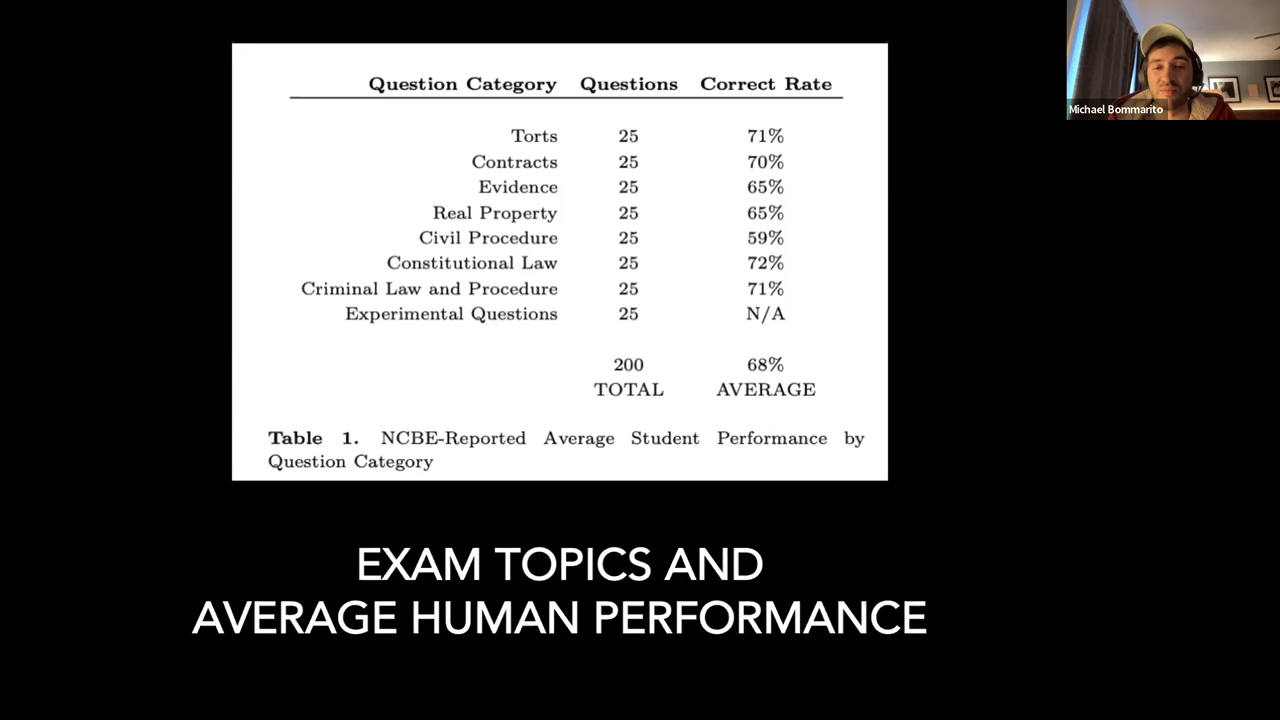 Question Category Questions Correct Rate
Torts 25 71%
Contracts 25 70%
Evidence 25 65%
Real Property 25 65%
Civil Procedure 25 59%
Constitutional Law 25 72%
Criminal Law and Procedure 25 71%
Experimental Questions 25 N/A
200 68%
TOTAL AVERAGE
Table 1. NCBE-Reported Average Student Performance by
Question Category
EXAM TOPICS AND
AVERAGE HUMAN PERFORMANCE
Michael Bommarito